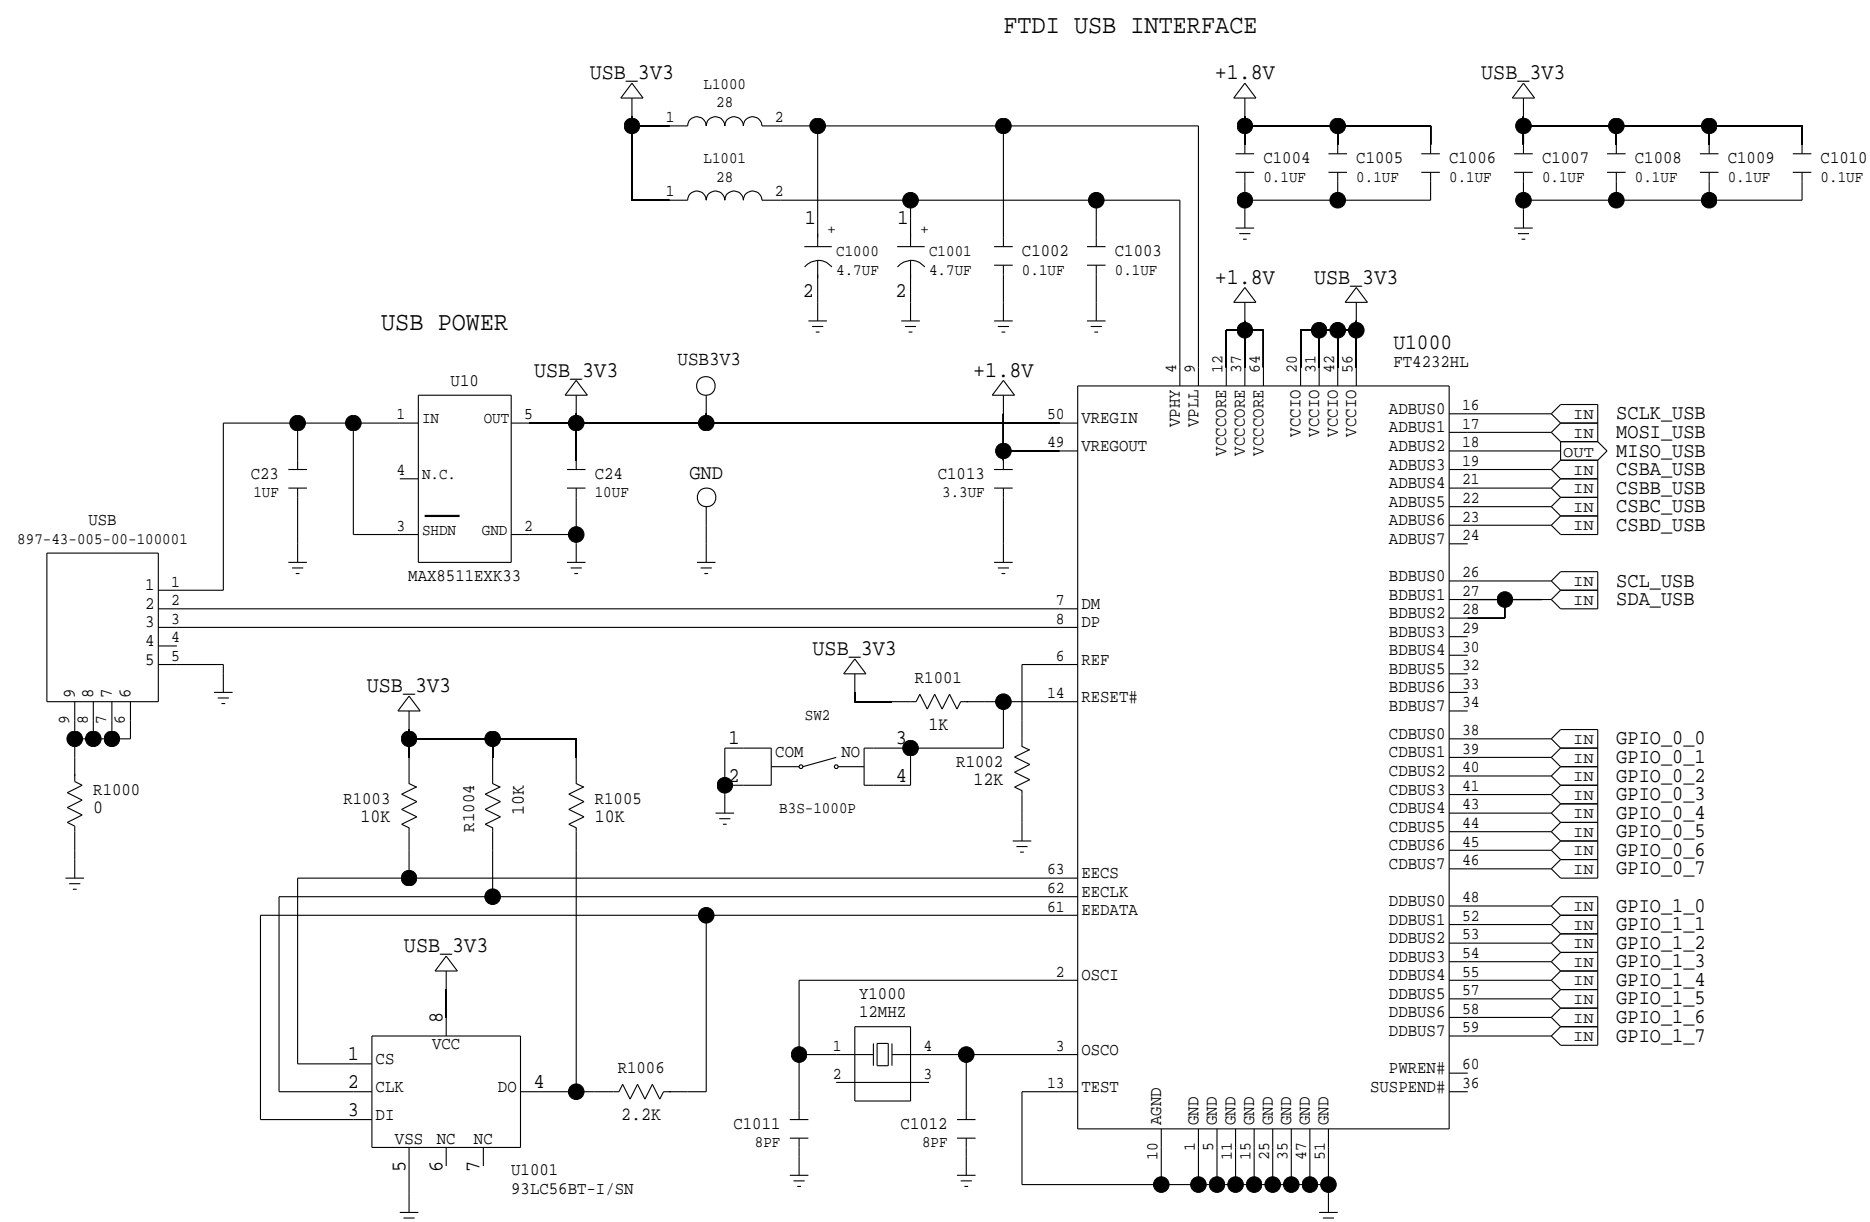 FTDI USB INTERFACE
USB_3V3
L1000
28
1
2
L1001
28
1
2
1
+
C1000
4.7UF
2
1
+
C1001
4.7UF
2
C1002
0.1UF
C1003
0.1UF
+1.8V
C1004
0.1UF
C1005
0.1UF
C1006
0.1UF
USB_3V3
C1007
0.1UF
C1008
0.1UF
C1009
0.1UF
C1010
0.1UF
USB POWER
U10
1
IN
OUT
5
4
N.C.
3
SHDN
GND
2
MAX8511EXK33
C23
1UF
USB_3V3
C24
10UF
USB3V3
GND
+1.8V
C1013
3.3UF
USB
897-43-005-00-100001
1
1
2
2
3
3
4
4
5
5
9
8
7
6
9
8
7
6
R1000
0
USB_3V3
R1001
1K
SW2
1
2
COM
NO
3
4
B3S-1000P
R1002
12K
USB_3V3
R1003
10K
R1004
10K
R1005
10K
USB_3V3
8
VCC
1
CS
2
CLK
3
DI
DO
4
VSS
NC
NC
5
6
7
U1001
93LC56BT-I/SN
R1006
2.2K
Y1000
12MHZ
1
4
2
3
C1011
8PF
C1012
8PF
+1.8V
USB_3V3
U1000
FT4232HL
4
9
12
37
64
20
31
42
56
VPHY
VPLL
VCCCORE
VCCCORE
VCCCORE
VCCIO
VCCIO
VCCIO
VCCIO
50
VREGIN
49
VREGOUT
7
DM
8
DP
6
REF
14
RESET#
63
EECS
62
EECLK
61
EEDATA
2
OSCI
3
OSCO
13
TEST
AGND
GND
GND
GND
GND
GND
GND
GND
GND
10
1
5
11
15
25
35
47
51
ADBUS0 16 IN SCLK_USB
ADBUS1 17 IN MOSI_USB
ADBUS2 18 OUT MISO_USB
ADBUS3 19 IN CSBA_USB
ADBUS4 21 IN CSBB_USB
ADBUS5 22 IN CSBC_USB
ADBUS6 23 IN CSBD_USB
ADBUS7 24
BDBUS0 26 IN SCL_USB
BDBUS1 27 IN SDA_USB
BDBUS2 28
BDBUS3 29
BDBUS4 30
BDBUS5 32
BDBUS6 33
BDBUS7 34
CDBUS0 38 IN GPIO_0_0
CDBUS1 39 IN GPIO_0_1
CDBUS2 40 IN GPIO_0_2
CDBUS3 41 IN GPIO_0_3
CDBUS4 43 IN GPIO_0_4
CDBUS5 44 IN GPIO_0_5
CDBUS6 45 IN GPIO_0_6
CDBUS7 46 IN GPIO_0_7
DDBUS0 48 IN GPIO_1_0
DDBUS1 52 IN GPIO_1_1
DDBUS2 53 IN GPIO_1_2
DDBUS3 54 IN GPIO_1_3
DDBUS4 55 IN GPIO_1_4
DDBUS5 57 IN GPIO_1_5
DDBUS6 58 IN GPIO_1_6
DDBUS7 59 IN GPIO_1_7
PWREN# 60
SUSPEND# 36